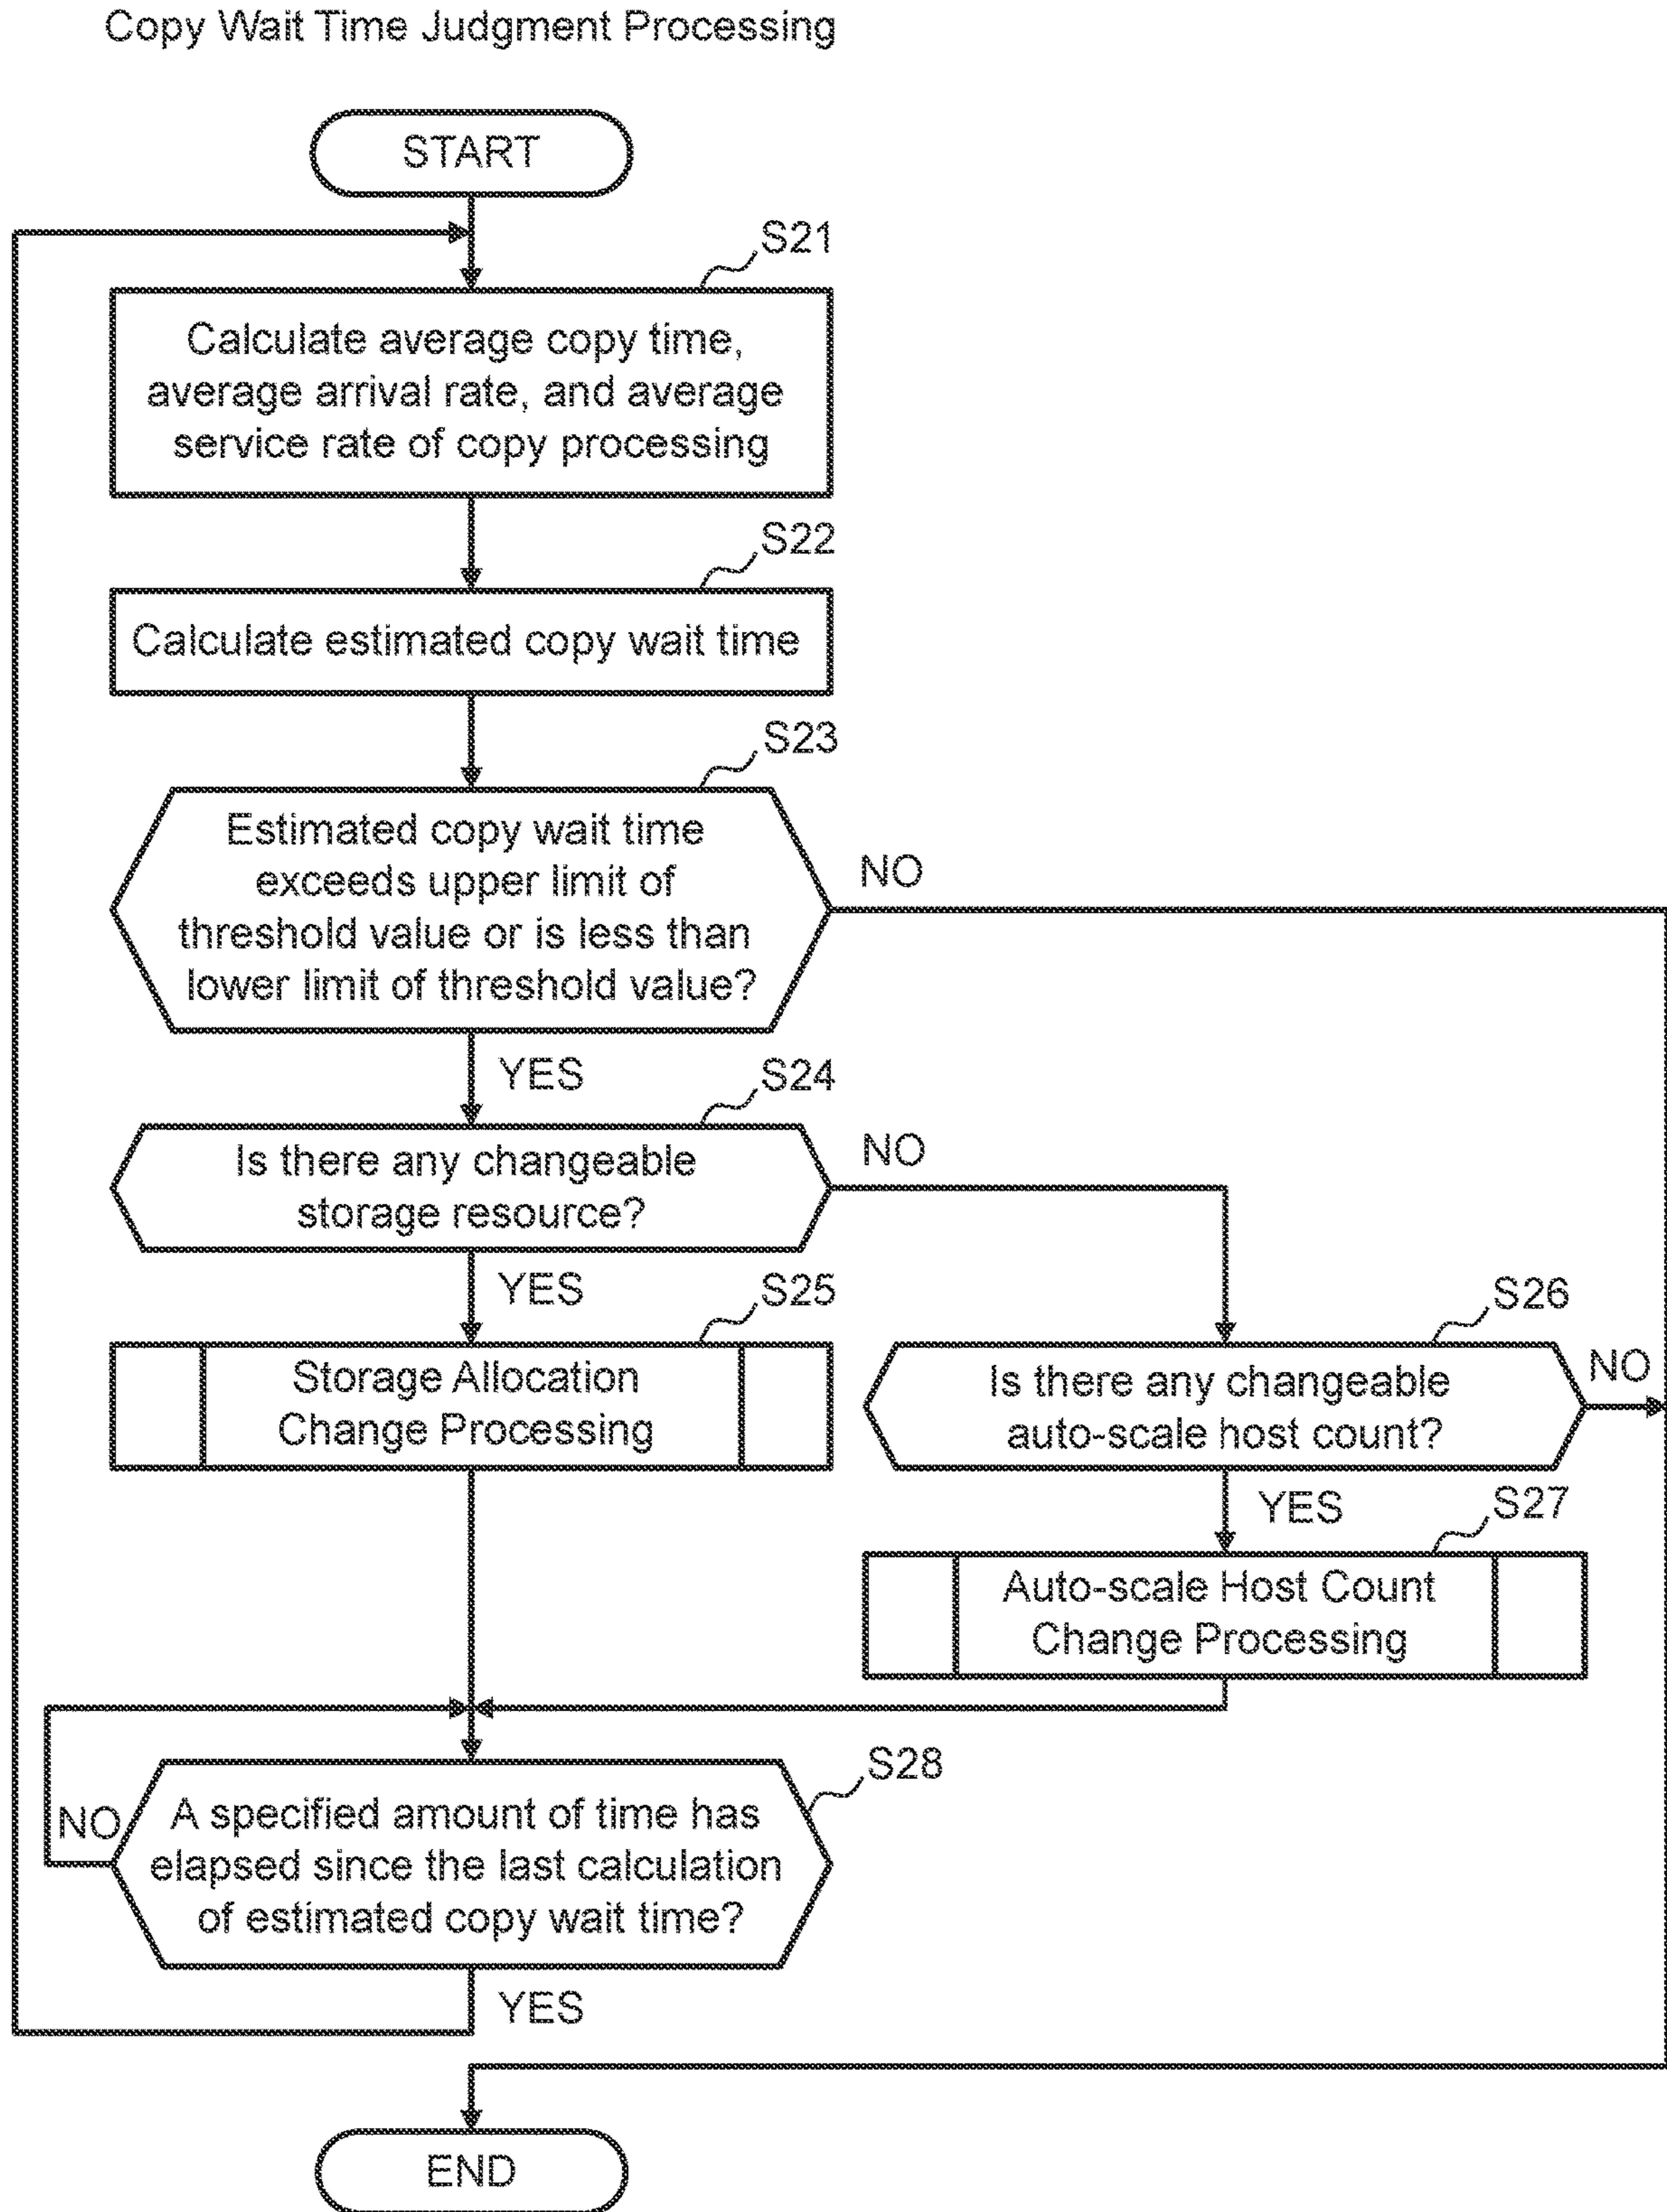 Copy Wait Time Judgment Processing
START
S21
Calculate average copy time,
average arrival rate, and average
service rate of copy processing
S22
Calculate estimated copy wait time
S23
Estimated copy wait time
exceeds upper limit of
threshold value or is less than
lower limit of threshold value?
NO
YES
S24
Is there any changeable
storage resource?
NO
YES
S25
Storage Allocation
Change Processing
S26
Is there any changeable
auto-scale host count?
NO
YES
S27
Auto-scale Host Count
Change Processing
S28
A specified amount of time has
elapsed since the last calculation
of estimated copy wait time?
NO
YES
END